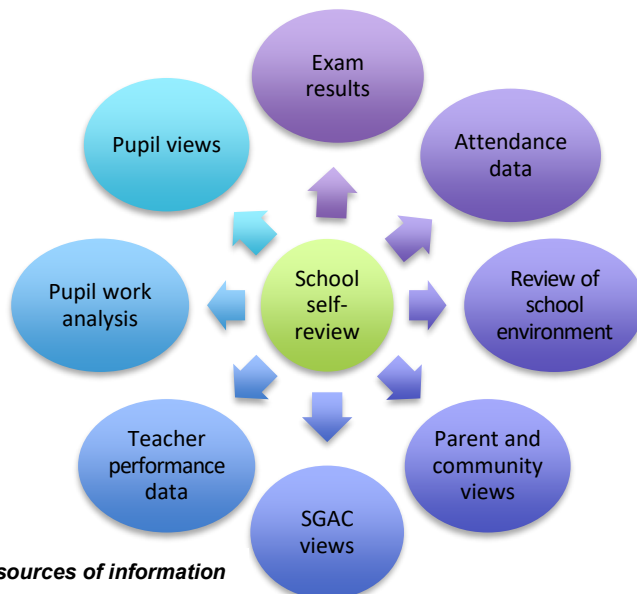 Exam
results
Attendance
data
Review of
school
environment
Parent and
community
views
SGAC
views
Teacher
performance
data
Pupil work
analysis
Pupil views
School
self-
review
sources of information